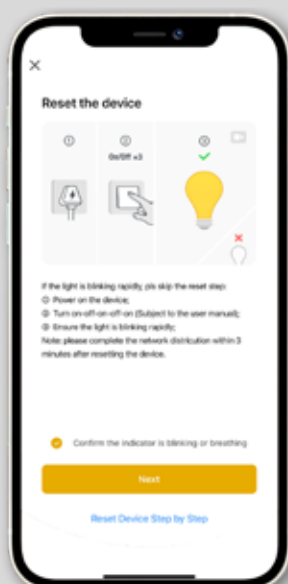 Reset the device
① ② ③
On/Off ×3
If the light is blinking rapidly, pls skip the reset step:
① Power on the device;
② Turn on-off-on-off-on (Subject to the user manual);
③ Ensure the light is blinking rapidly;
Note: please complete the network distribution within 3
minutes after resetting the device.
Confirm the indicator is blinking or breathing
Next
Reset Device Step by Step